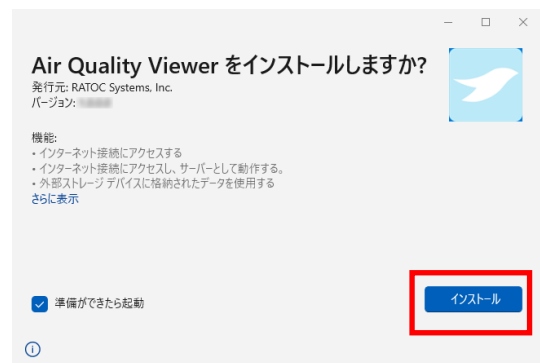 Air Quality Viewer をインストールしますか?
発行元: RATOC Systems, Inc.
バージョン:
機能:
・インターネット接続にアクセスする
・インターネット接続にアクセスし、サーバーとして動作する。
・外部ストレージ デバイスに格納されたデータを使用する
さらに表示
準備ができたら起動
インストール